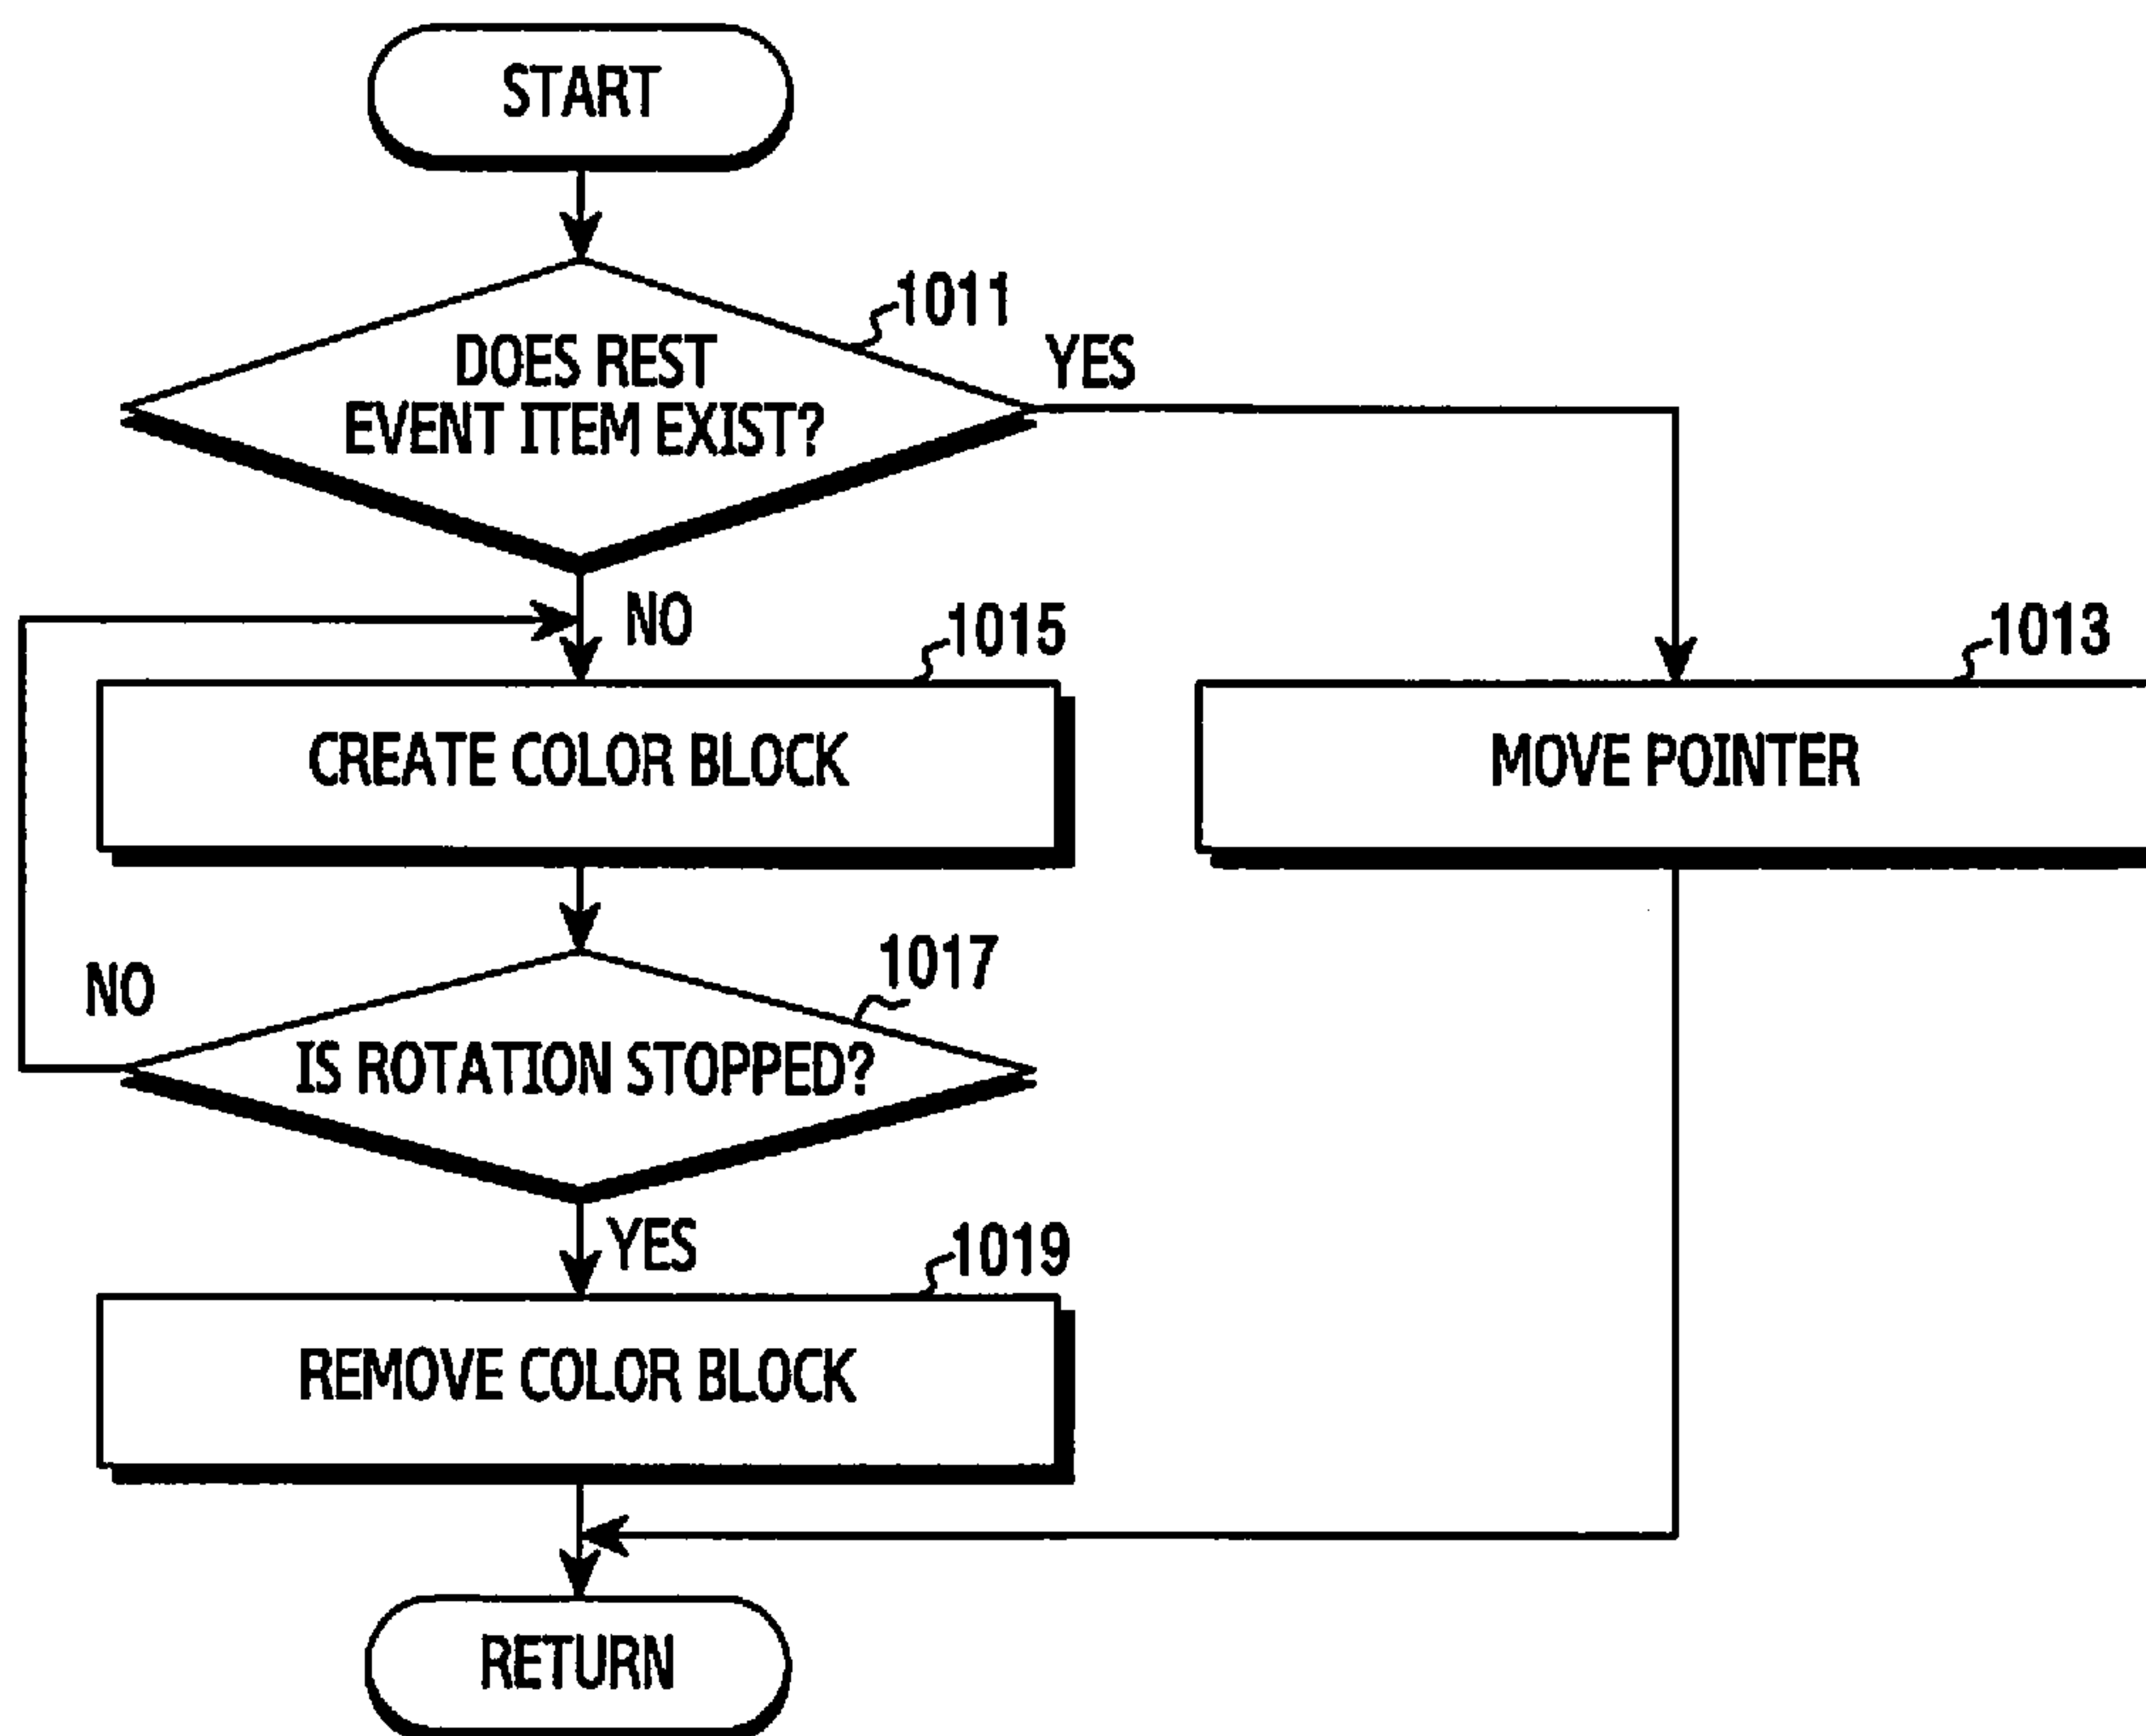 START
1011
DOES REST
EVENT ITEM EXIST?
YES
NO
1015
CREATE COLOR BLOCK
1013
MOVE POINTER
1017
NO
IS ROTATION STOPPED?
YES
1019
REMOVE COLOR BLOCK
RETURN